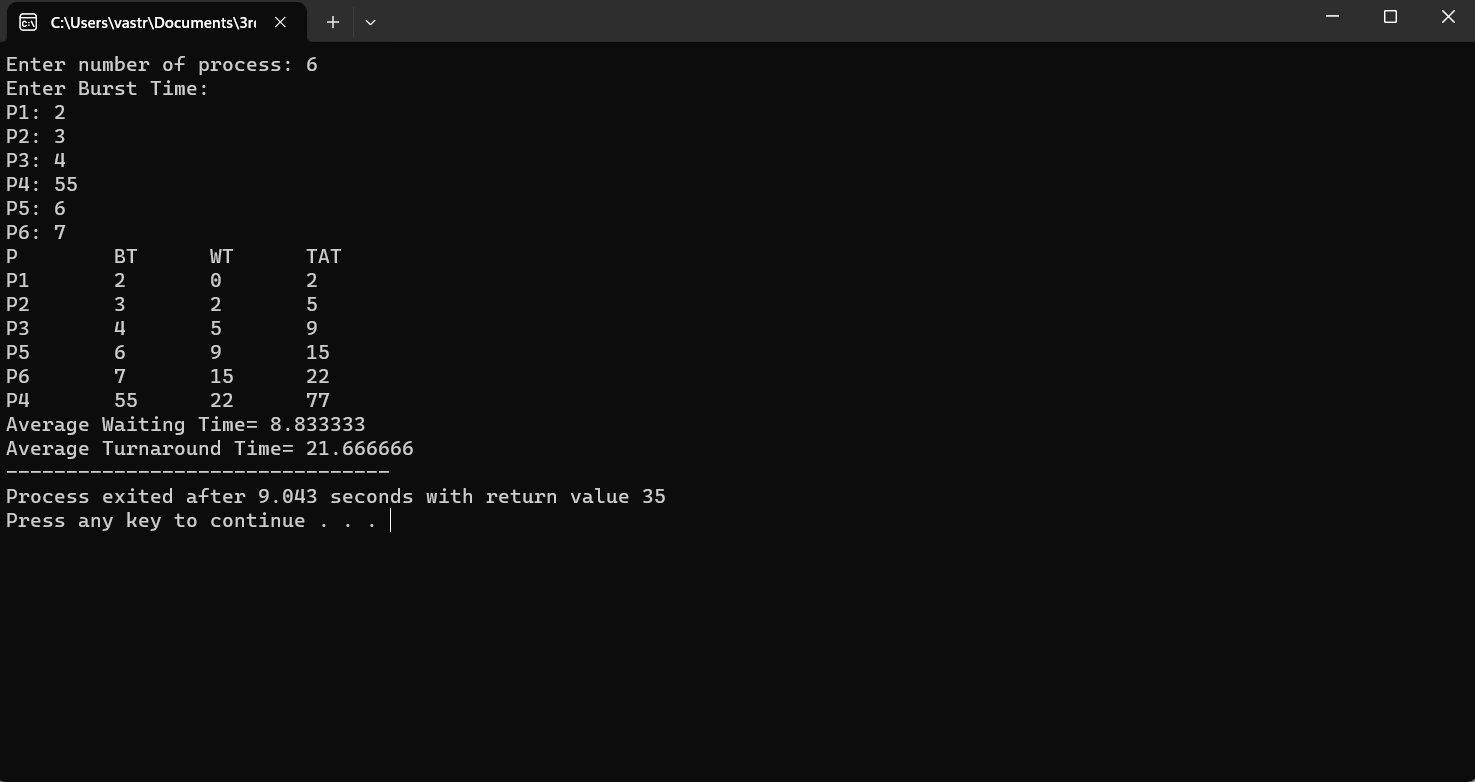 C:\Users\vastr\Documents\3r
Enter number of process: 6
Enter Burst Time:
P1: 2
P2: 3
P3: 4
P4: 55
P5: 6
P6: 7
P        BT      WT      TAT
P1       2       0       2
P2       3       2       5
P3       4       5       9
P5       6       9       15
P6       7       15      22
P4       55      22      77
Average Waiting Time= 8.833333
Average Turnaround Time= 21.666666
--------------------------------
Process exited after 9.043 seconds with return value 35
Press any key to continue . . .